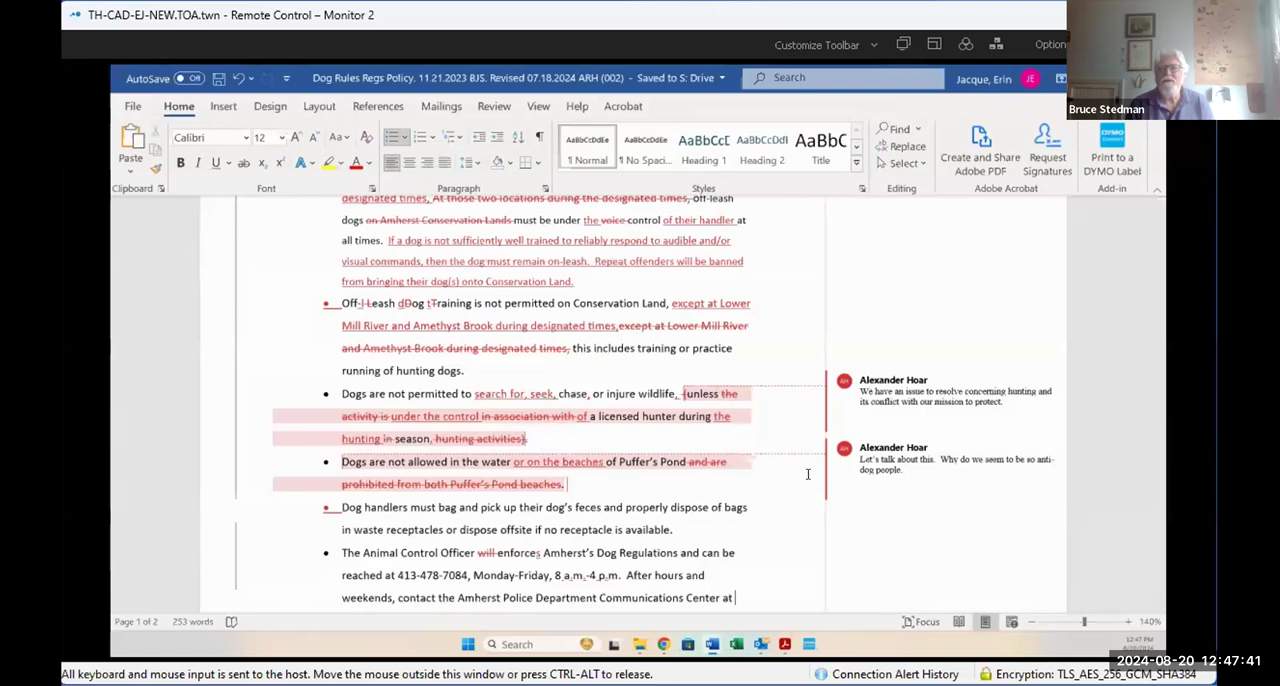 TH-CAD-EJ-NEW.TOA.twn - Remote Control – Monitor 2
Customize Toolbar
Option
Bruce Stedman
AutoSave Off
Dog Rules Regs Policy. 11.21.2023 BJS. Revised 07.18.2024 ARH (002) - Saved to S: Drive
Search
Jacque, Erin JE
File Home Insert Design Layout References Mailings Review View Help Acrobat
Paste
Calibri 12
AaBbCcDdEe AaBbCcDdEe AaBbCcC AaBbCcDdI AaBbC
¶ Normal ¶ No Spaci... Heading 1 Heading 2 Title
Find
Replace
Select
Create and Share Adobe PDF
Request Signatures
DYMO
Print to a DYMO Label
Clipboard Font Paragraph Styles Editing Adobe Acrobat Add-in
designated times, At those two locations during the designated times, off-leash
dogs on Amherst Conservation Lands must be under the voice control of their handler at
all times. If a dog is not sufficiently well trained to reliably respond to audible and/or
visual commands, then the dog must remain on-leash. Repeat offenders will be banned
from bringing their dog(s) onto Conservation Land.
• Off-l Leash dDog tTraining is not permitted on Conservation Land, except at Lower
Mill River and Amethyst Brook during designated times,except at Lower Mill River
and Amethyst Brook during designated times, this includes training or practice
running of hunting dogs.
• Dogs are not permitted to search for, seek, chase, or injure wildlife, (unless the
activity is under the control in association with of a licensed hunter during the
hunting in season. hunting activities).
• Dogs are not allowed in the water or on the beaches of Puffer's Pond and are
prohibited from both Puffer's Pond beaches.
• Dog handlers must bag and pick up their dog's feces and properly dispose of bags
in waste receptacles or dispose offsite if no receptacle is available.
• The Animal Control Officer will enforces Amherst's Dog Regulations and can be
reached at 413-478-7084, Monday-Friday, 8 a.m.-4 p.m. After hours and
weekends, contact the Amherst Police Department Communications Center at
AH Alexander Hoar
We have an issue to resolve concerning hunting and
its conflict with our mission to protect.
AH Alexander Hoar
Let's talk about this. Why do we seem to be so anti-
dog people.
Page 1 of 2 253 words
Focus
140%
Search
12:47 PM
2024-08-20 12:47:41
All keyboard and mouse input is sent to the host. Move the mouse outside this window or press CTRL-ALT to release.
Connection Alert History
Encryption: TLS_AES_256_GCM_SHA384